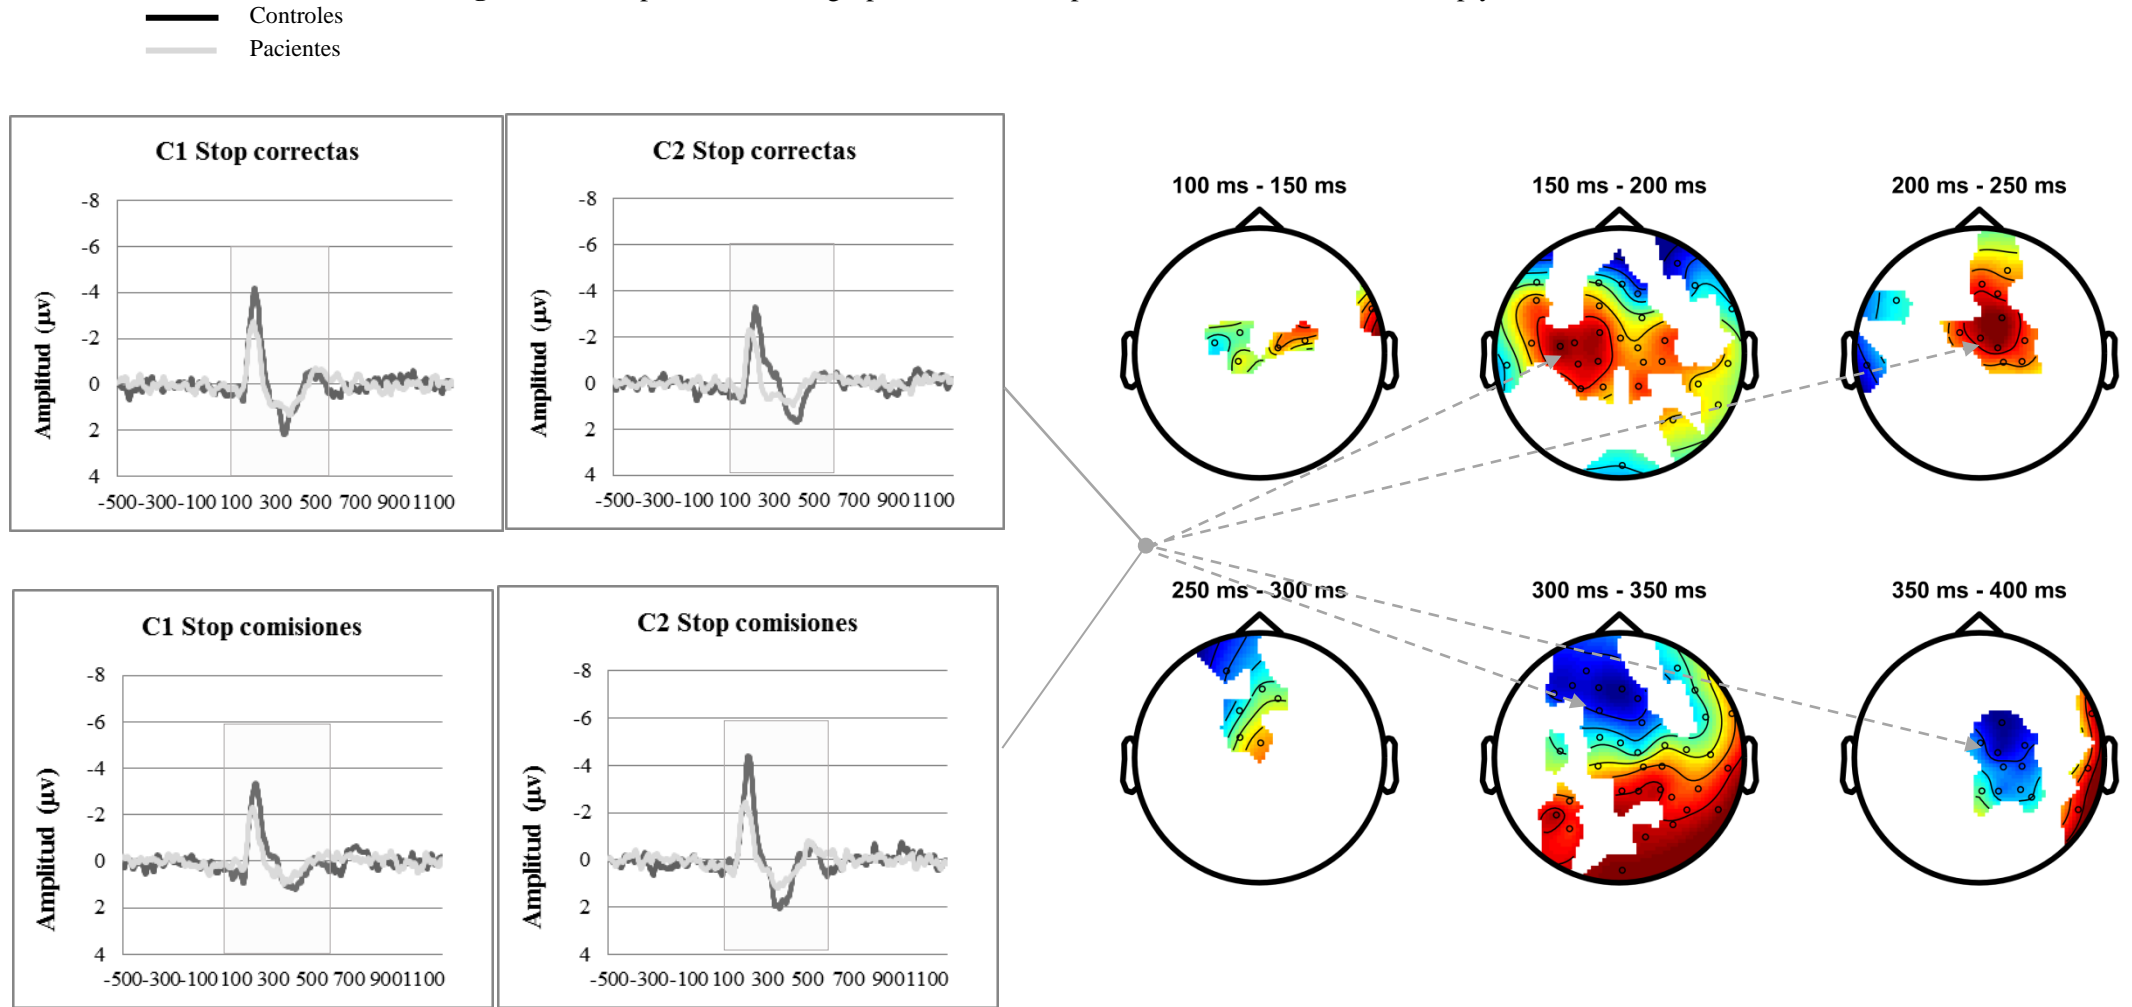 Controles
Pacientes
C1 Stop correctas
Amplitud (µv)
-8
-6
-4
-2
0
2
4
-500 -300 -100 100 300 500 700 900 1100
C2 Stop correctas
Amplitud (µv)
-8
-6
-4
-2
0
2
4
-500 -300 -100 100 300 500 700 900 1100
100 ms - 150 ms
150 ms - 200 ms
200 ms - 250 ms
C1 Stop comisiones
Amplitud (µv)
-8
-6
-4
-2
0
2
4
-500 -300 -100 100 300 500 700 900 1100
C2 Stop comisiones
Amplitud (µv)
-8
-6
-4
-2
0
2
4
-500 -300 -100 100 300 500 700 900 1100
250 ms - 300 ms
300 ms - 350 ms
350 ms - 400 ms